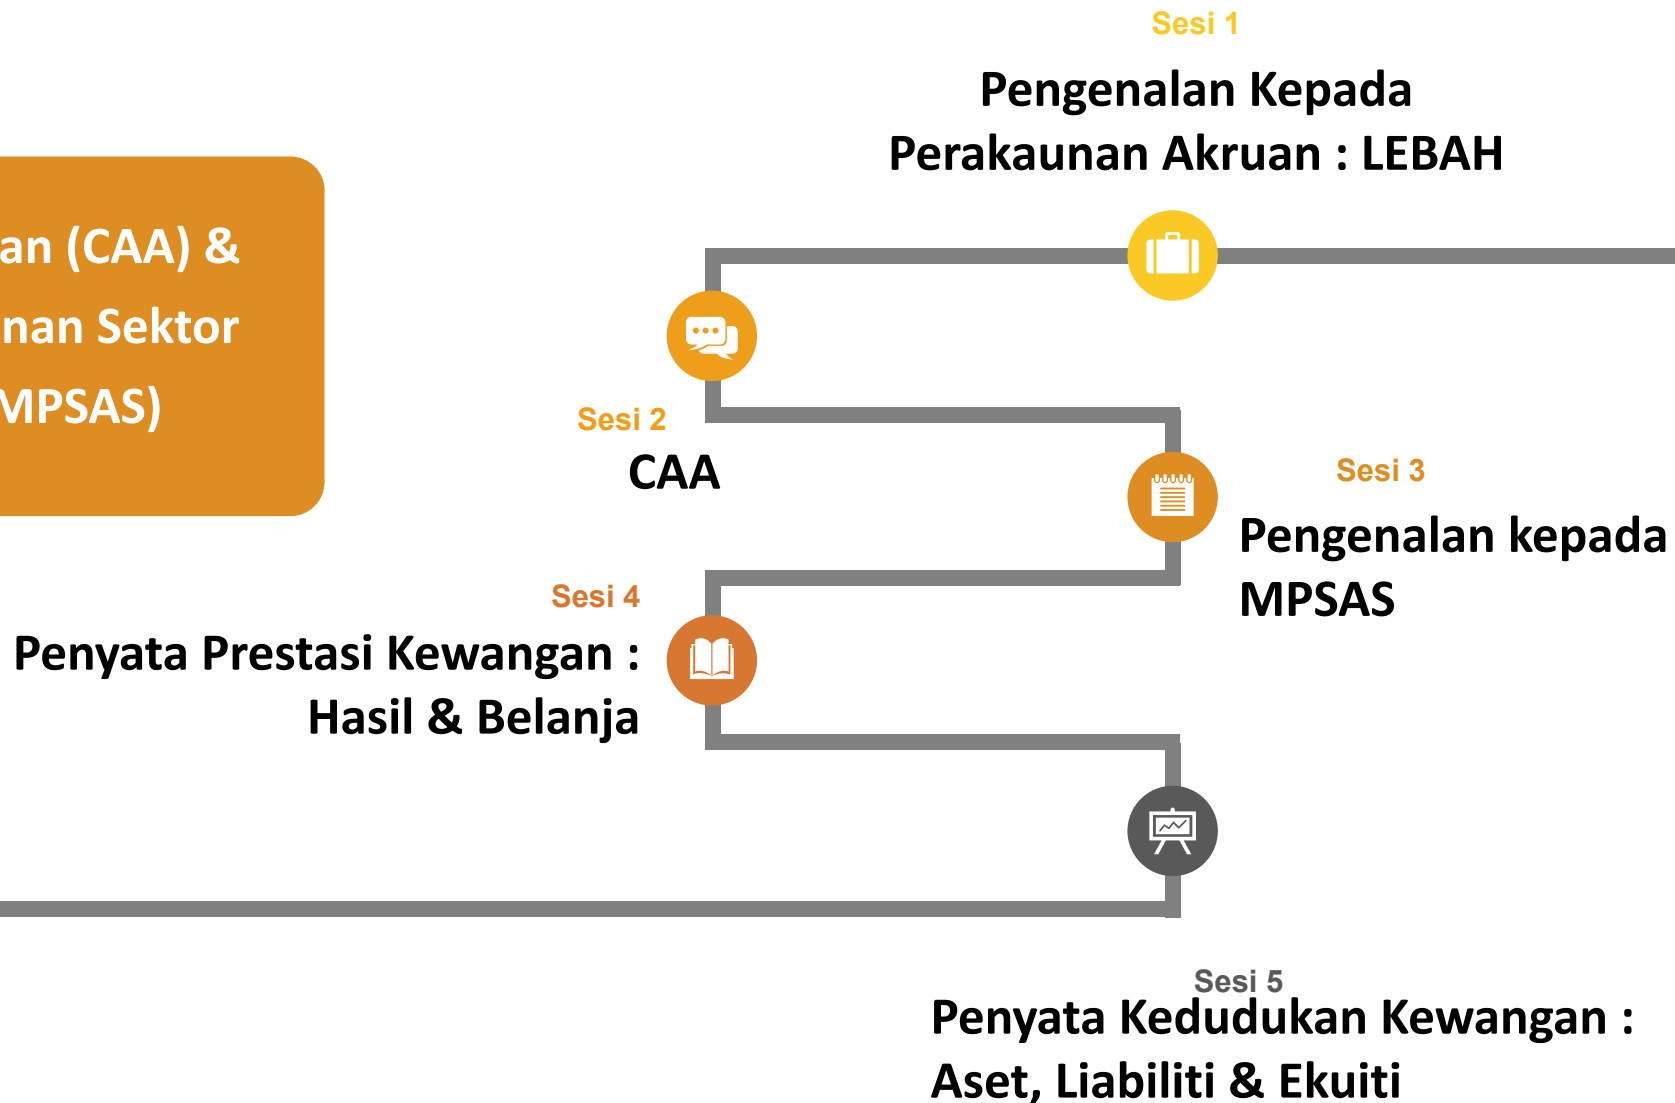 Sesi 1
Pengenalan Kepada
Perakaunan Akruan : LEBAH
an (CAA) &
nan Sektor
MPSAS)
Sesi 2
CAA
Sesi 3
Pengenalan kepada
MPSAS
Sesi 4
Penyata Prestasi Kewangan :
Hasil & Belanja
Sesi 5
Penyata Kedudukan Kewangan :
Aset, Liabiliti & Ekuiti